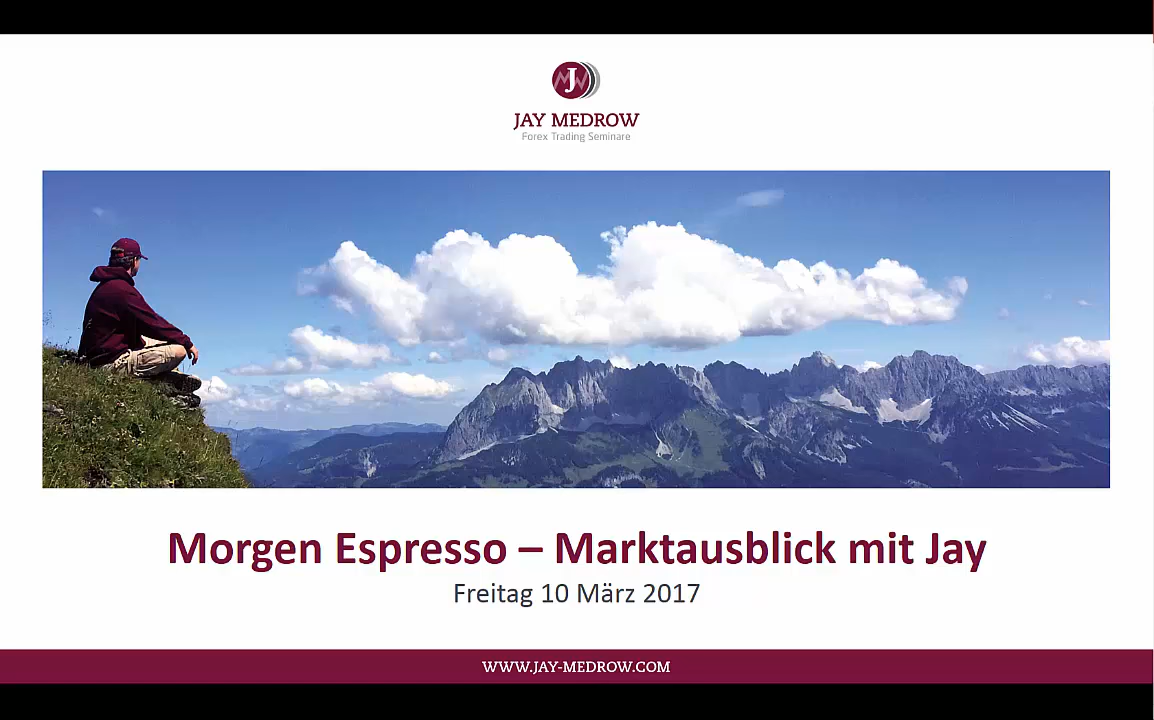 J
JAY MEDROW
Forex Trading Seminare
Morgen Espresso – Marktausblick mit Jay
Freitag 10 März 2017
WWW.JAY-MEDROW.COM